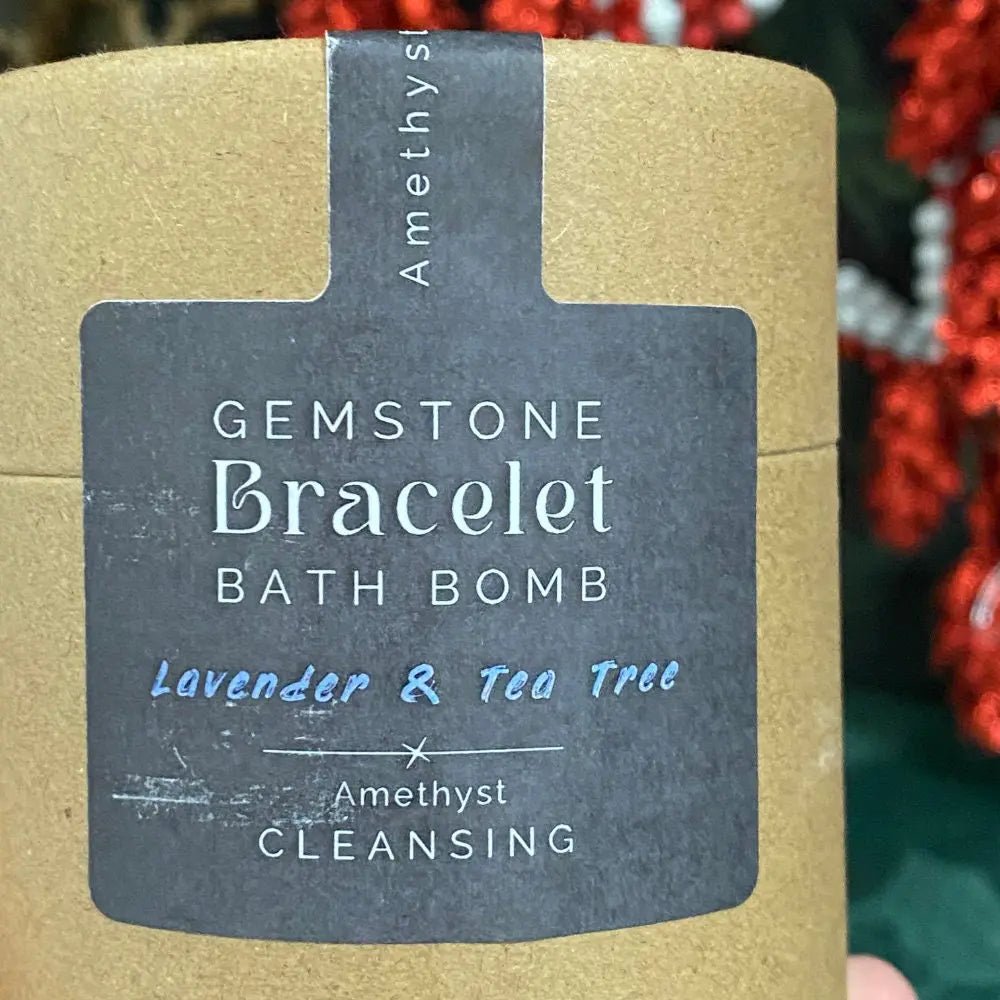 Amethyst
GEMSTONE
Bracelet
BATH BOMB
Lavender & Tea Tree
Amethyst
CLEANSING